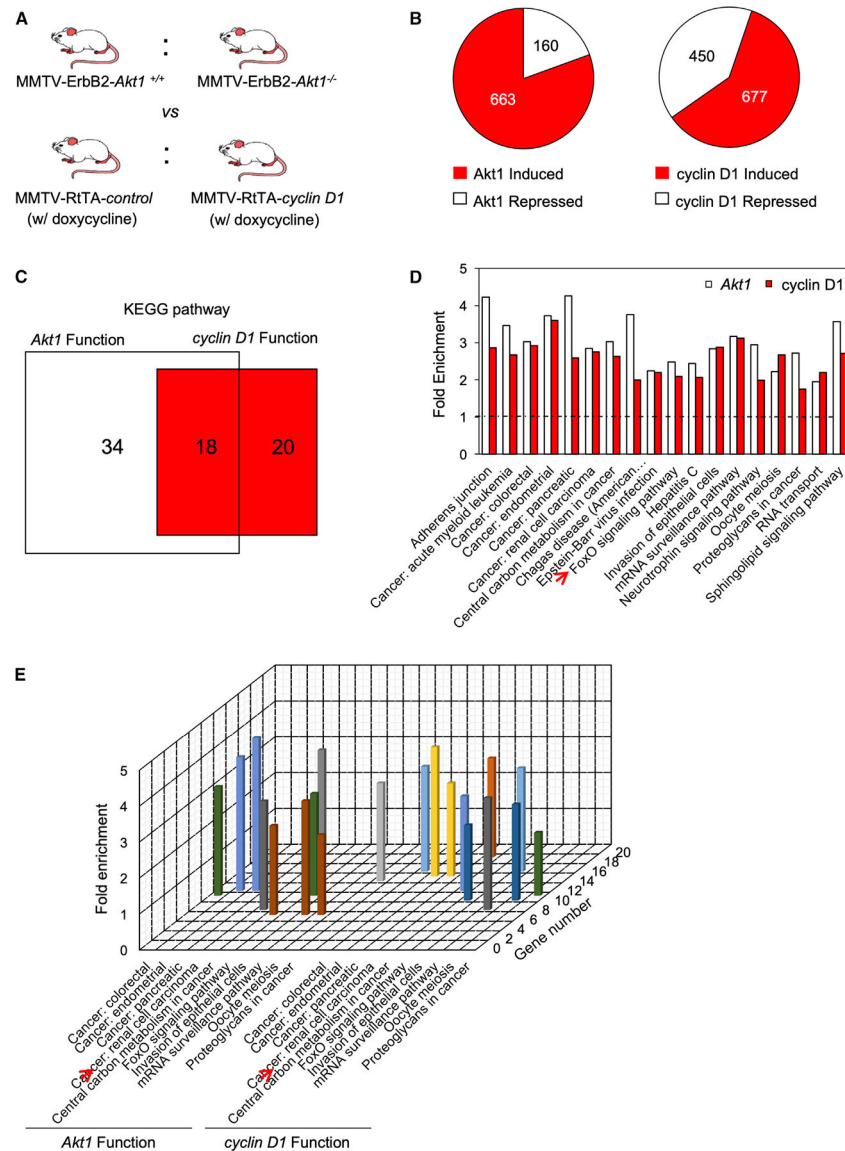 A
:
MMTV-ErbB2-Akt1 +/+
MMTV-ErbB2-Akt1-/-
vs
:
MMTV-RtTA-control
(w/ doxycycline)
MMTV-RtTA-cyclin D1
(w/ doxycycline)
B
160
663
450
677
Akt1 Induced
Akt1 Repressed
cyclin D1 Induced
cyclin D1 Repressed
C
KEGG pathway
Akt1 Function
cyclin D1 Function
34
18
20
D
Akt1
cyclin D1
Fold Enichment
5
4
3
2
1
0
Adherens junction
Cancer: acute myeloid leukemia
Cancer: colorectal
Cancer: endometrial
Cancer: pancreatic
Cancer: renal cell carcinoma
Central carbon metabolism in cancer
Chagas disease (American...
Epstein-Barr virus infection
FoxO signaling pathway
Hepatitis C
Invasion of epithelial cells
mRNA surveillance pathway
Neurotrophin signaling pathway
Oocyte meiosis
Proteoglycans in cancer
RNA transport
Sphingolipid signaling pathway
E
Fold enrichment
5
4
3
2
1
0
0
2
4
6
8
10
12
14
16
18
20
Gene number
Cancer: colorectal
Cancer: endometrial
Cancer: pancreatic
Cancer: renal cell carcinoma
Central carbon metabolism in cancer
FoxO signaling pathway
Invasion of epithelial cells
mRNA surveillance pathway
Oocyte meiosis
Proteoglycans in cancer
Cancer: colorectal
Cancer: endometrial
Cancer: pancreatic
Cancer: renal cell carcinoma
Central carbon metabolism in cancer
FoxO signaling pathway
Invasion of epithelial cells
mRNA surveillance pathway
Oocyte meiosis
Proteoglycans in cancer
Akt1 Function
cyclin D1 Function